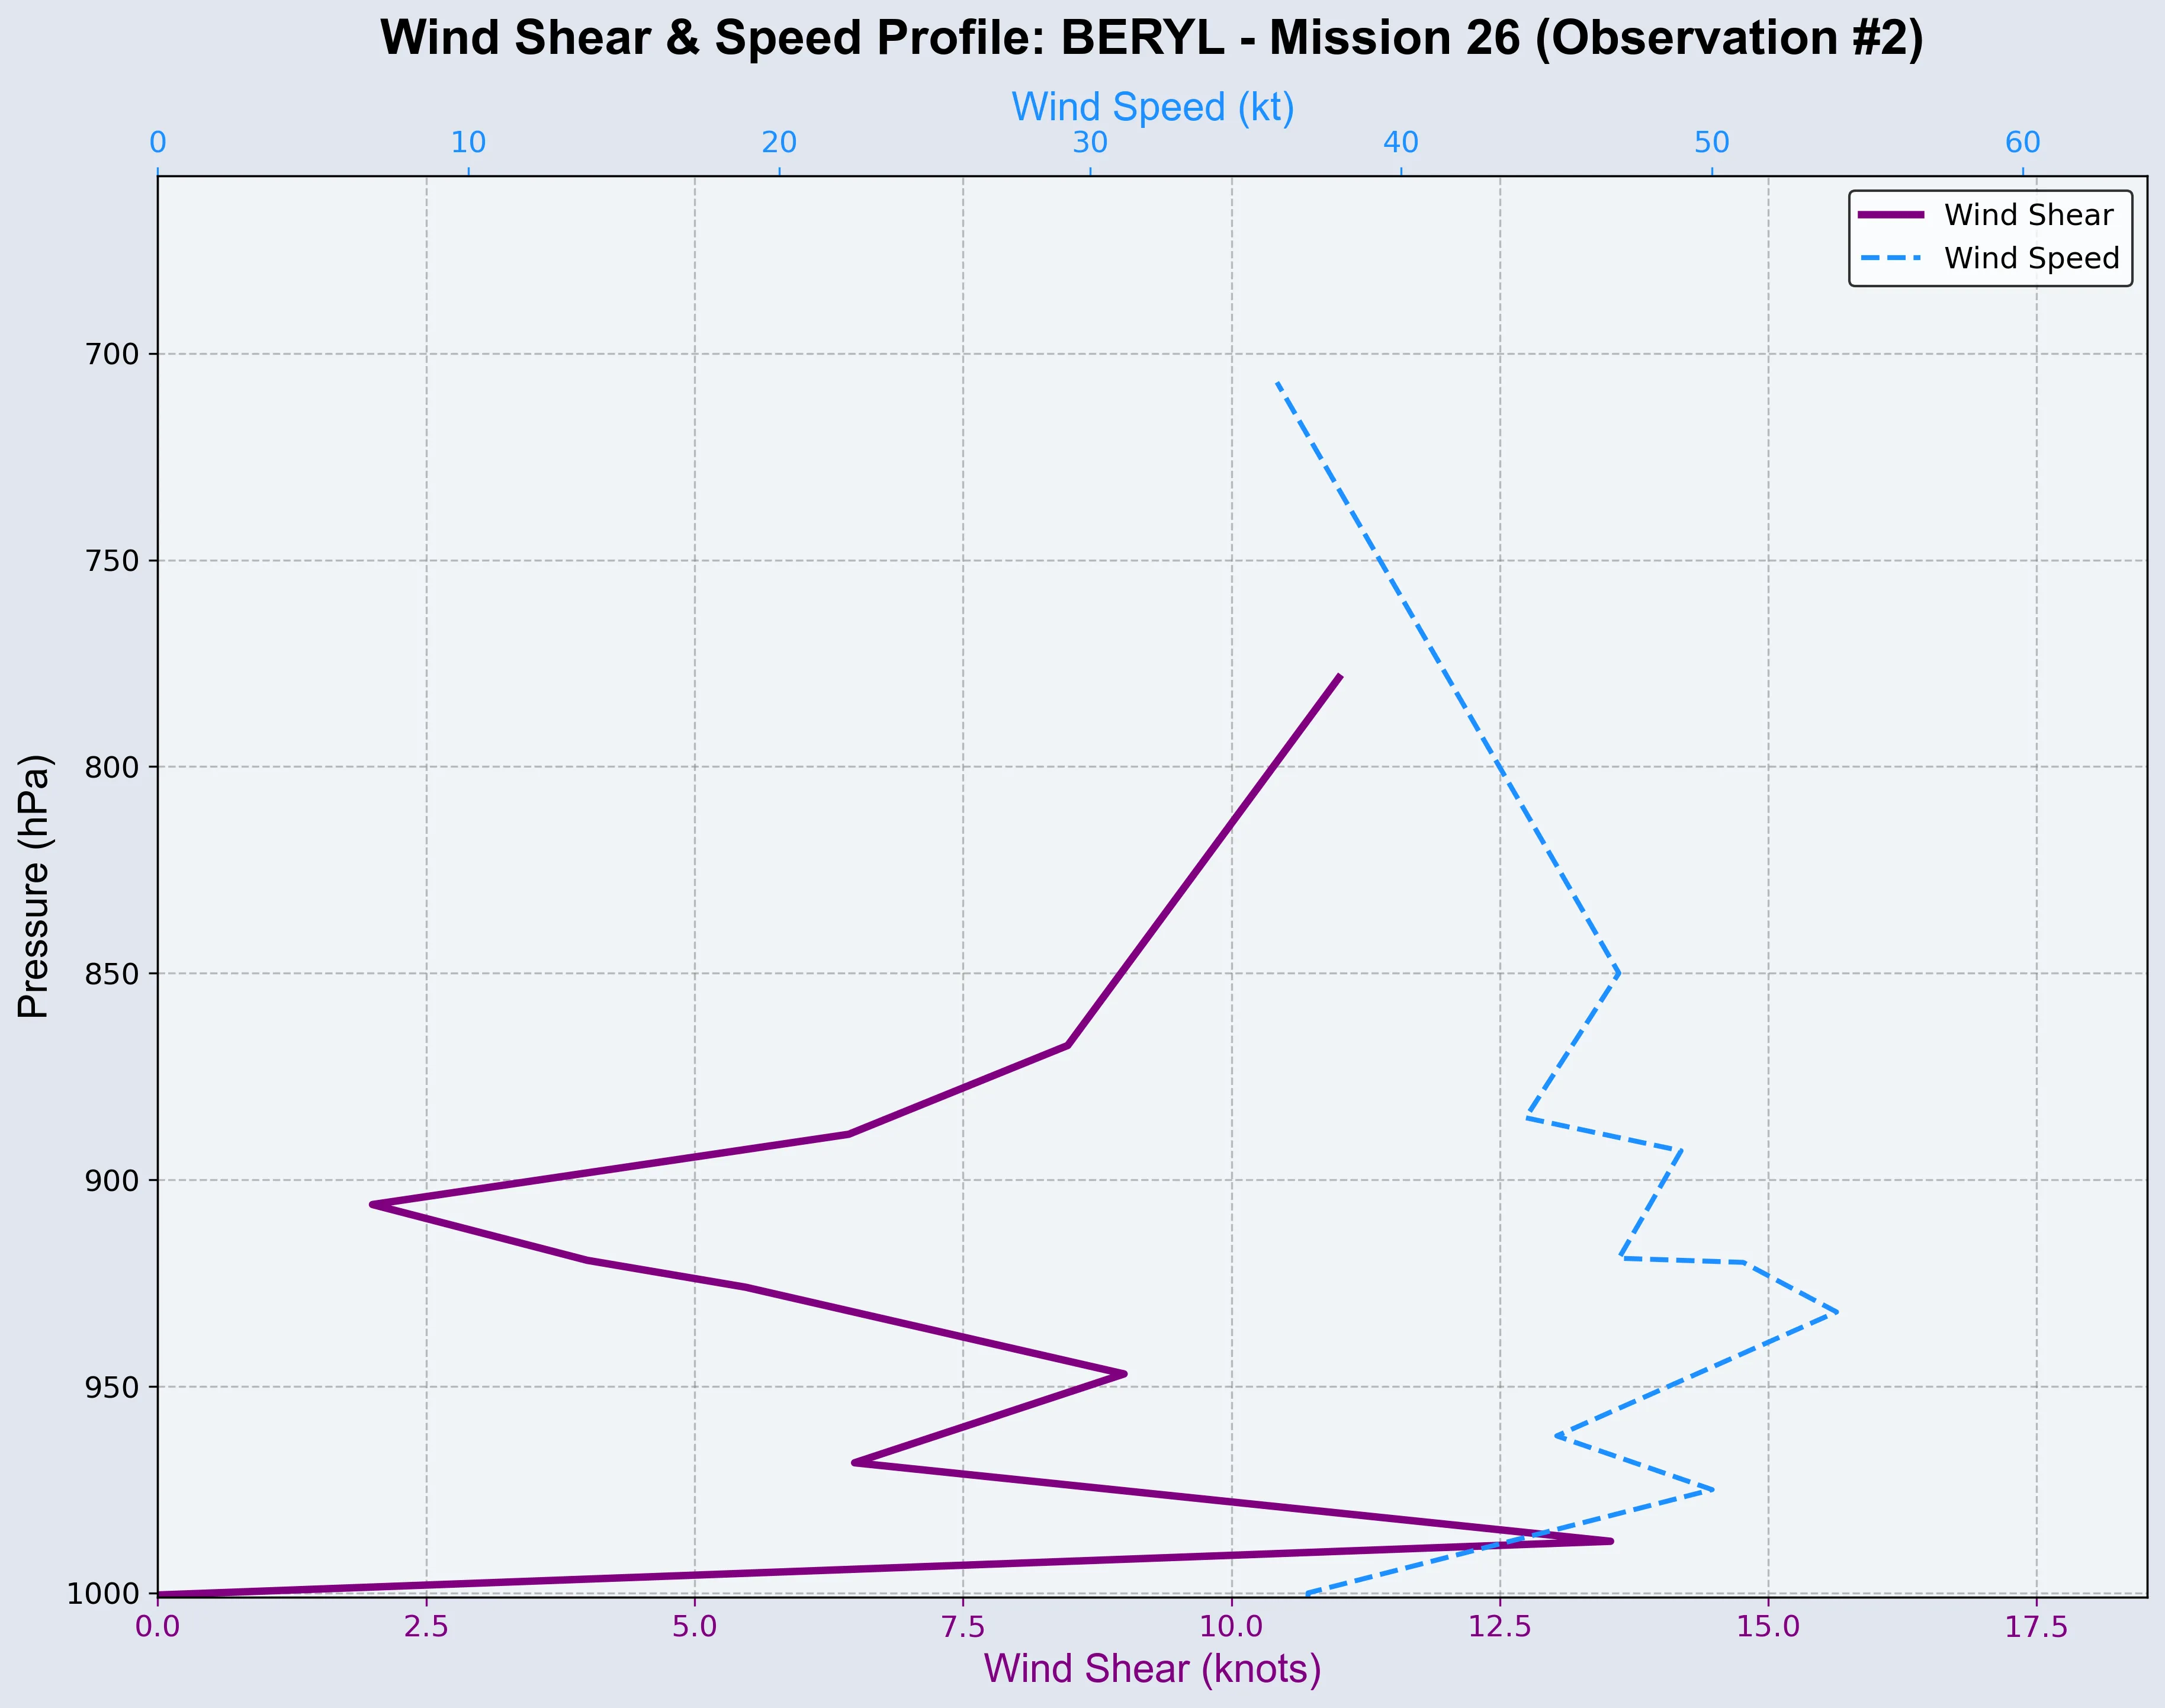 Wind Shear & Speed Profile: BERYL - Mission 26 (Observation #2)
Wind Speed (kt)
0 10 20 30 40 50 60
Wind Shear
Wind Speed
700
750
800
850
900
950
1000
Pressure (hPa)
0.0 2.5 5.0 7.5 10.0 12.5 15.0 17.5
Wind Shear (knots)